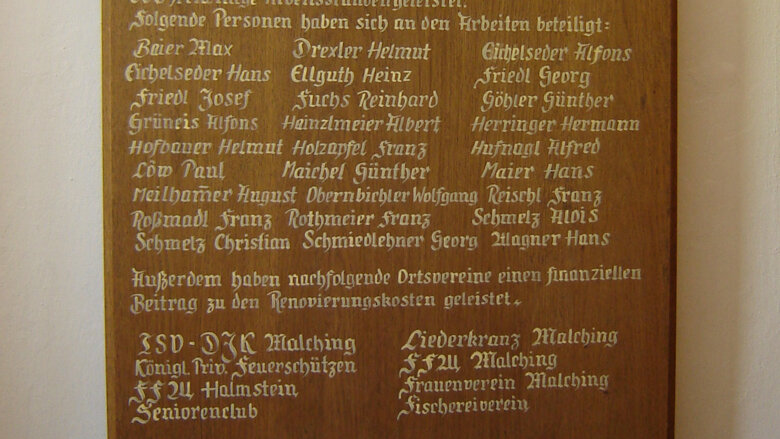 Folgende Personen haben sich an den Arbeiten beteiligt:
Baier Max Drexler Helmut Eichelseder Alfons
Eichelseder Hans Ellguth Heinz Friedl Georg
Friedl Josef Fuchs Reinhard Göhler Günther
Grüneis Alfons Heinzlmeier Albert Herringer Hermann
Hofbauer Helmut Holzapfel Franz Hufnagl Alfred
Löw Paul Maichel Günther Maier Hans
Meilham̄er August Obernbichler Wolfgang Reischl Franz
Roßmadl Franz Rothmeier Franz Schmelz Alois
Schmelz Christian Schmiedlehner Georg Wagner Hans
Außerdem haben nachfolgende Ortsvereine einen finanziellen
Beitrag zu den Renovierungskosten geleistet.
TSV-DJK Malching Liederkranz Malching
Königl. Priv. Feuerschützen FFW Malching
FFW Halmstein Frauenverein Malching
Seniorenclub Fischereiverein